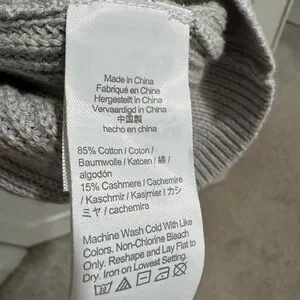 Made in China
Fabriqué en Chine
Hergestellt in China
Vervaardigd in China
中国製
hecho en china
85% Cotton / Coton /
Baumwolle / Katoen / 綿 /
algodón
15% Cashmere / Cachemire
/ Kaschmir / Kasjmier / カシ
ミヤ / cachemira
Machine Wash Cold With Like
Colors. Non-Chlorine Bleach
Only. Reshape and Lay Flat to
Dry. Iron on Lowest Setting.